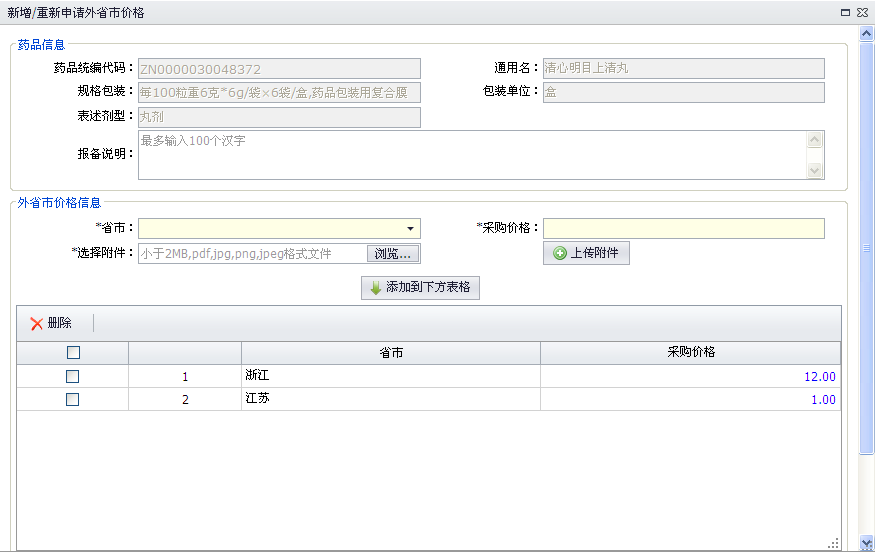 新增/重新申请外省市价格
药品信息
药品统编代码： ZN0000030048372 通用名： 清心明目上清丸
规格包装： 每100粒重6克*6g/袋×6袋/盒,药品包装用复合膜 包装单位： 盒
表述剂型： 丸剂
报备说明： 最多输入100个汉字
外省市价格信息
*省市： *采购价格：
*选择附件： 小于2MB,pdf,jpg,png,jpeg格式文件 浏览... 上传附件
添加到下方表格
删除
省市 采购价格
1 浙江 12.00
2 江苏 1.00